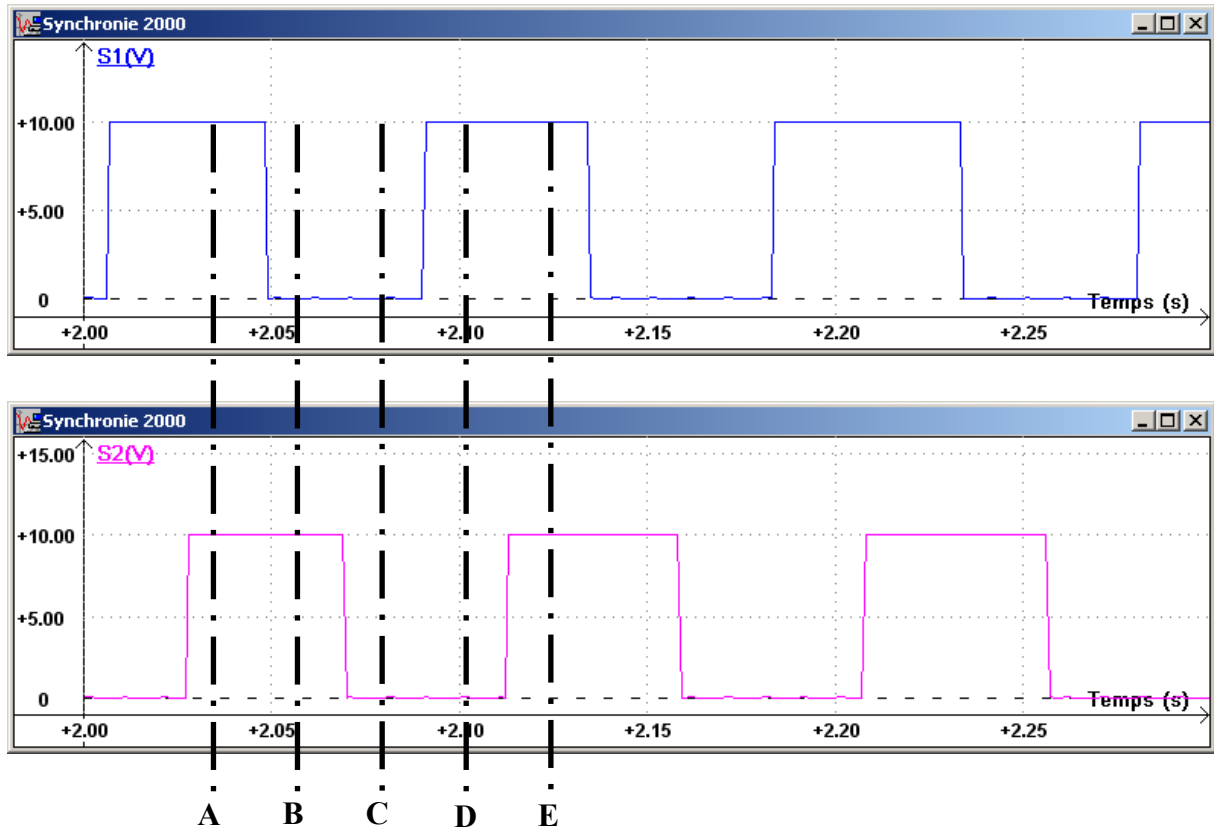 Synchronie 2000
S1(V)
+10.00
+5.00
0
Temps (s)
+2.00 +2.05 +2.10 +2.15 +2.20 +2.25
Synchronie 2000
+15.00 S2(V)
+10.00
+5.00
0 Temps (s)
+2.00 +2.05 +2.10 +2.15 +2.20 +2.25
A B C D E